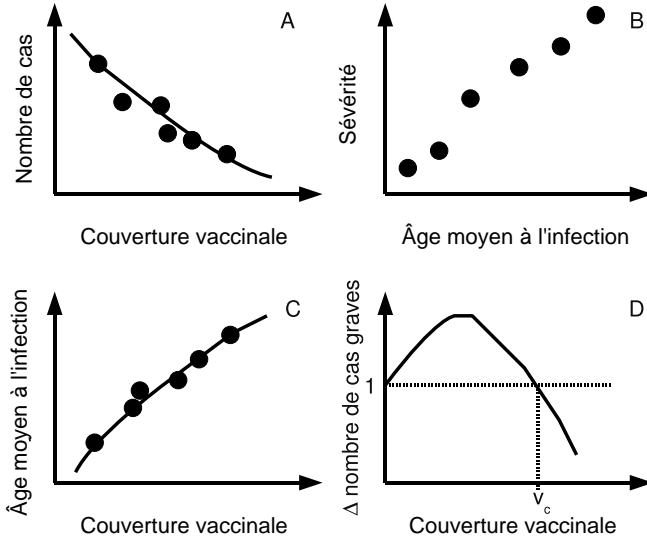 A
Nombre de cas
Couverture vaccinale
B
Sévérité
Âge moyen à l'infection
C
Âge moyen à l'infection
Couverture vaccinale
D
Δ nombre de cas graves
1
v c
Couverture vaccinale